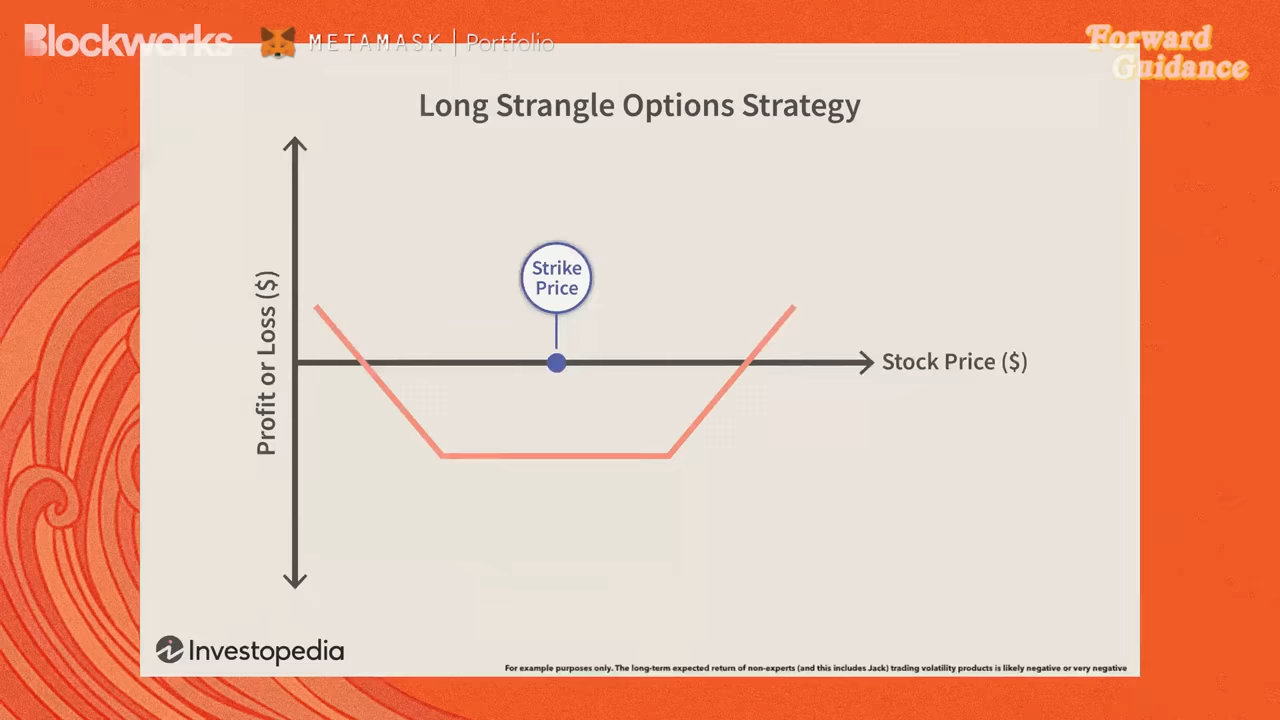 Blockworks
METAMASK | Portfolio
Forward
Guidance
Long Strangle Options Strategy
Strike
Price
Profit or Loss ($)
Stock Price ($)
Investopedia
For example purposes only. The long-term expected return of non-experts (and this includes Jack) trading volatility products is likely negative or very negative